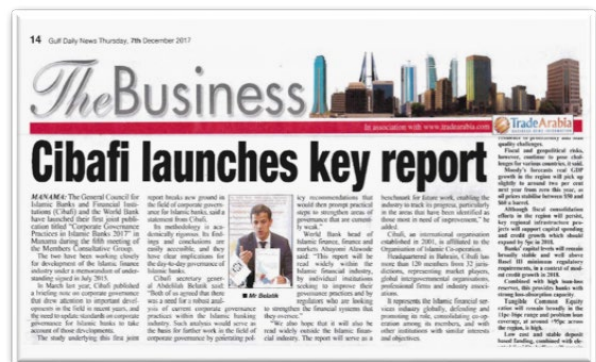 14 Gulf Daily News Thursday, 7th December 2017
The Business
In association with www.tradearabia.com
TradeArabia
Cibafi launches key report
MANAMA: The General Council for
Islamic Banks and Financial Insti-
tutions (Cibafi) and the World Bank
have launched their first joint publi-
cation titled "Corporate Governance
Practices in Islamic Banks 2017" in
Manama during the fifth meeting of
the Members Consultative Group.
The two have been working closely
for development of the Islamic finance
industry under a memorandum of under-
standing signed in July 2015.
In March last year, Cibafi published
a briefing note on corporate governance
that drew attention to important devel-
opments in the field in recent years, and
the need to update standards on corporate
governance for Islamic banks to take
account of those developments.
The study underlying this first joint
report breaks new ground in
the field of corporate govern-
ance for Islamic banks, said a
statement from Cibafi.
Its methodology is aca-
demically rigorous. Its find-
ings and conclusions are
easily accessible, and they
have clear implications for
the day-to-day governance of
Islamic banks.
Cibafi secretary gener-
al Abdelilah Belatik said:
"Both of us agreed that there
was a need for a robust anal-
ysis of current corporate governance
practices within the Islamic banking
industry. Such analyses would serve as
the basis for further work in the field of
corporate governance by generating pol-
■ Mr Belatik
icy recommendations that
would then prompt practical
steps to strengthen areas of
governance that are current-
ly weak."
World Bank head of
Islamic finance, finance and
markets Abayomi Alawode
said: "This report will be
read widely within the
Islamic financial industry,
by individual institutions
seeking to improve their
governance practices and by
regulators who are looking
to strengthen the financial systems that
they oversee."
"We also hope that it will also be
read widely outside the Islamic finan-
cial industry. The report will serve as a
benchmark for future work, enabling the
industry to track its progress, particularly
in the areas that have been identified as
those most in need of improvement," he
added.
Cibafi, an international organisation
established in 2001, is affiliated to the
Organisation of Islamic Co-operation.
Headquartered in Bahrain, Cibafi has
more than 120 members from 32 juris-
dictions, representing market players,
global intergovernmental organisations,
professional firms and industry associ-
ations.
It represents the Islamic financial ser-
vices industry globally, defending and
promoting its role, consolidating co-op-
eration among its members, and with
other institutions with similar interests
and objectives.
quality challenges.
Fiscal and geopolitical risks,
however, continue to pose chal-
lenges for various countries, it said.
Moody's forecasts real GDP
growth in the region will pick up
slightly to around two per cent
next year from zero this year, as
oil prices stabilise between $50 and
$60 a barrel.
Although fiscal consolidation
efforts in the region will persist,
key regional infrastructure pro-
jects will support capital spending
and credit growth which should
expand by 5pc in 2018.
Banks' capital levels will remain
broadly stable and well above
Basel III minimum regulatory
requirements, in a context of mod-
est credit growth in 2018.
Combined with high loan-loss
reserves, this provides banks with
strong loss-absorption capacity.
Tangible Common Equity
ratios will remain broadly in the
coverage, at around
the region, is high.
Low cost and stable deposit-